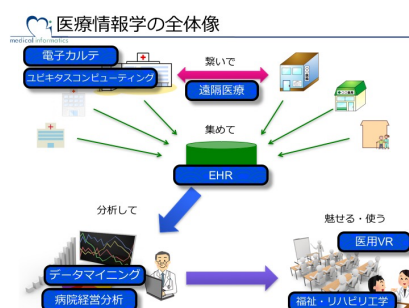 医療情報学の全体像
medical informatics
電子カルテ
ユビキタスコンピューティング
繋いで
遠隔医療
集めて
EHR
分析して
魅せる・使う
医用VR
データマイニング
病院経営分析
福祉・リハビリ工学